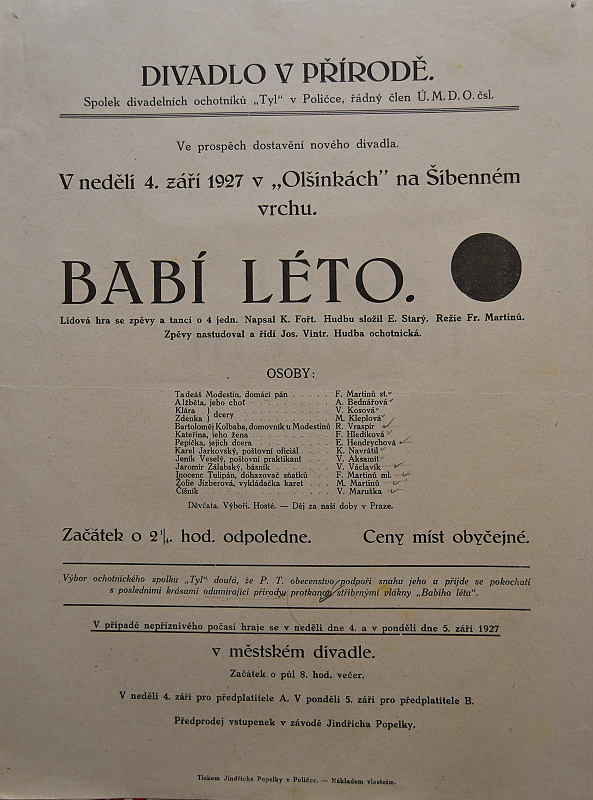 DIVADLO V PŘÍRODĚ.
Spolek divadelních ochotníků „Tyl“ v Poličce, řádný člen Ú. M. D. O. čsl.
Ve prospěch dostavění nového divadla.
V neděli 4. září 1927 v „Olšinkách” na Šibenném
vrchu.
BABÍ LÉTO.
Lidová hra se zpěvy a tanci o 4 jedn. Napsal K. Fořt. Hudbu složil E. Starý. Režie Fr. Martinů.
Zpěvy nastudoval a řídí Jos. Vintr. Hudba ochotnická.
OSOBY:
Tadeáš Modestin, domácí pán . . . . . F. Martinů st.
Alžběta, jeho choť . . . . . A. Bednářová
Klára } dcery . . . . . V. Kosová
Zdenka } . . . . . M. Kleplová
Bartoloměj Kolbaba, domovník u Modestinů R. Vraspír
Kateřina, jeho žena . . . . . F. Hledíková
Pepička, jejich dcera . . . . . E. Hendrychová
Karel Jarkovský, poštovní oficiál . . . . . K. Navrátil
Jeník Veselý, poštovní praktikant . . . . . V. Aksamit
Jaromír Zálabský, básník . . . . . V. Václavík
Inocenc Tulipán, dohazovač sňatků . . . . . F. Martinů ml.
Žofie Jizberová, vykládačka karet . . . . . M. Martinů
Číšník . . . . . V. Maruška
Děvčata. Výboři. Hosté. — Děj za naší doby v Praze.
Začátek o 2¼. hod. odpoledne. Ceny míst obyčejné.
Výbor ochotnického spolku „Tyl“ doufá, že P. T. obecenstvo podpoří snahu jeho a přijde se pokochati
s posledními krásami odumírající přírody protkanou stříbrnými vlákny „Babího léta“.
V případě nepříznivého počasí hraje se v neděli dne 4. a v pondělí dne 5. září 1927
v městském divadle.
Začátek o půl 8. hod. večer.
V neděli 4. září pro předplatitele A. V pondělí 5. září pro předplatitele B.
Předprodej vstupenek v závodě Jindřicha Popelky.
Tiskem Jindřicha Popelky v Poličce. — Nákladem vlastním.